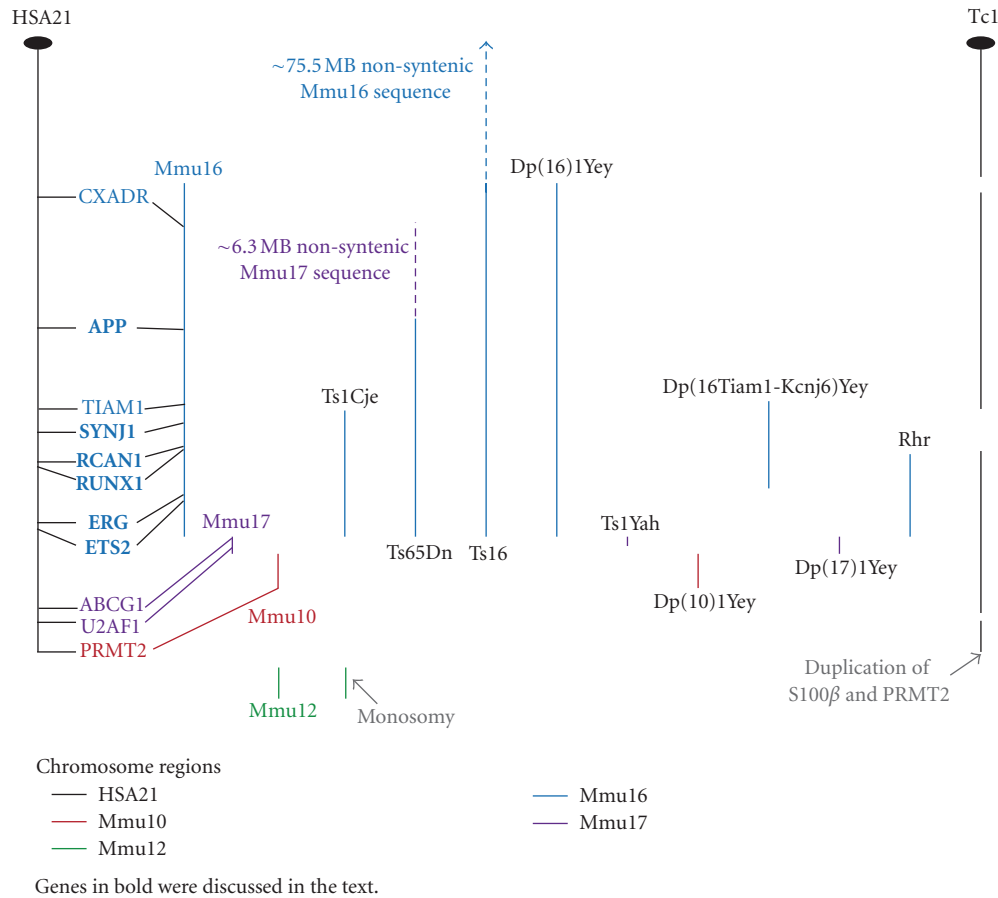 HSA21
Tc1
~75.5 MB non-syntenic
Mmu16 sequence
Mmu16
Dp(16)1Yey
CXADR
~6.3 MB non-syntenic
Mmu17 sequence
APP
Ts1Cje
Dp(16Tiam1-Kcnj6)Yey
TIAM1
SYNJ1
RCAN1
RUNX1
Rhr
ERG
ETS2
Mmu17
Ts65Dn
Ts16
Ts1Yah
Dp(17)1Yey
ABCG1
U2AF1
PRMT2
Mmu10
Dp(10)1Yey
Duplication of
S100β and PRMT2
Mmu12
Monosomy
Chromosome regions
HSA21
Mmu10
Mmu12
Mmu16
Mmu17
Genes in bold were discussed in the text.